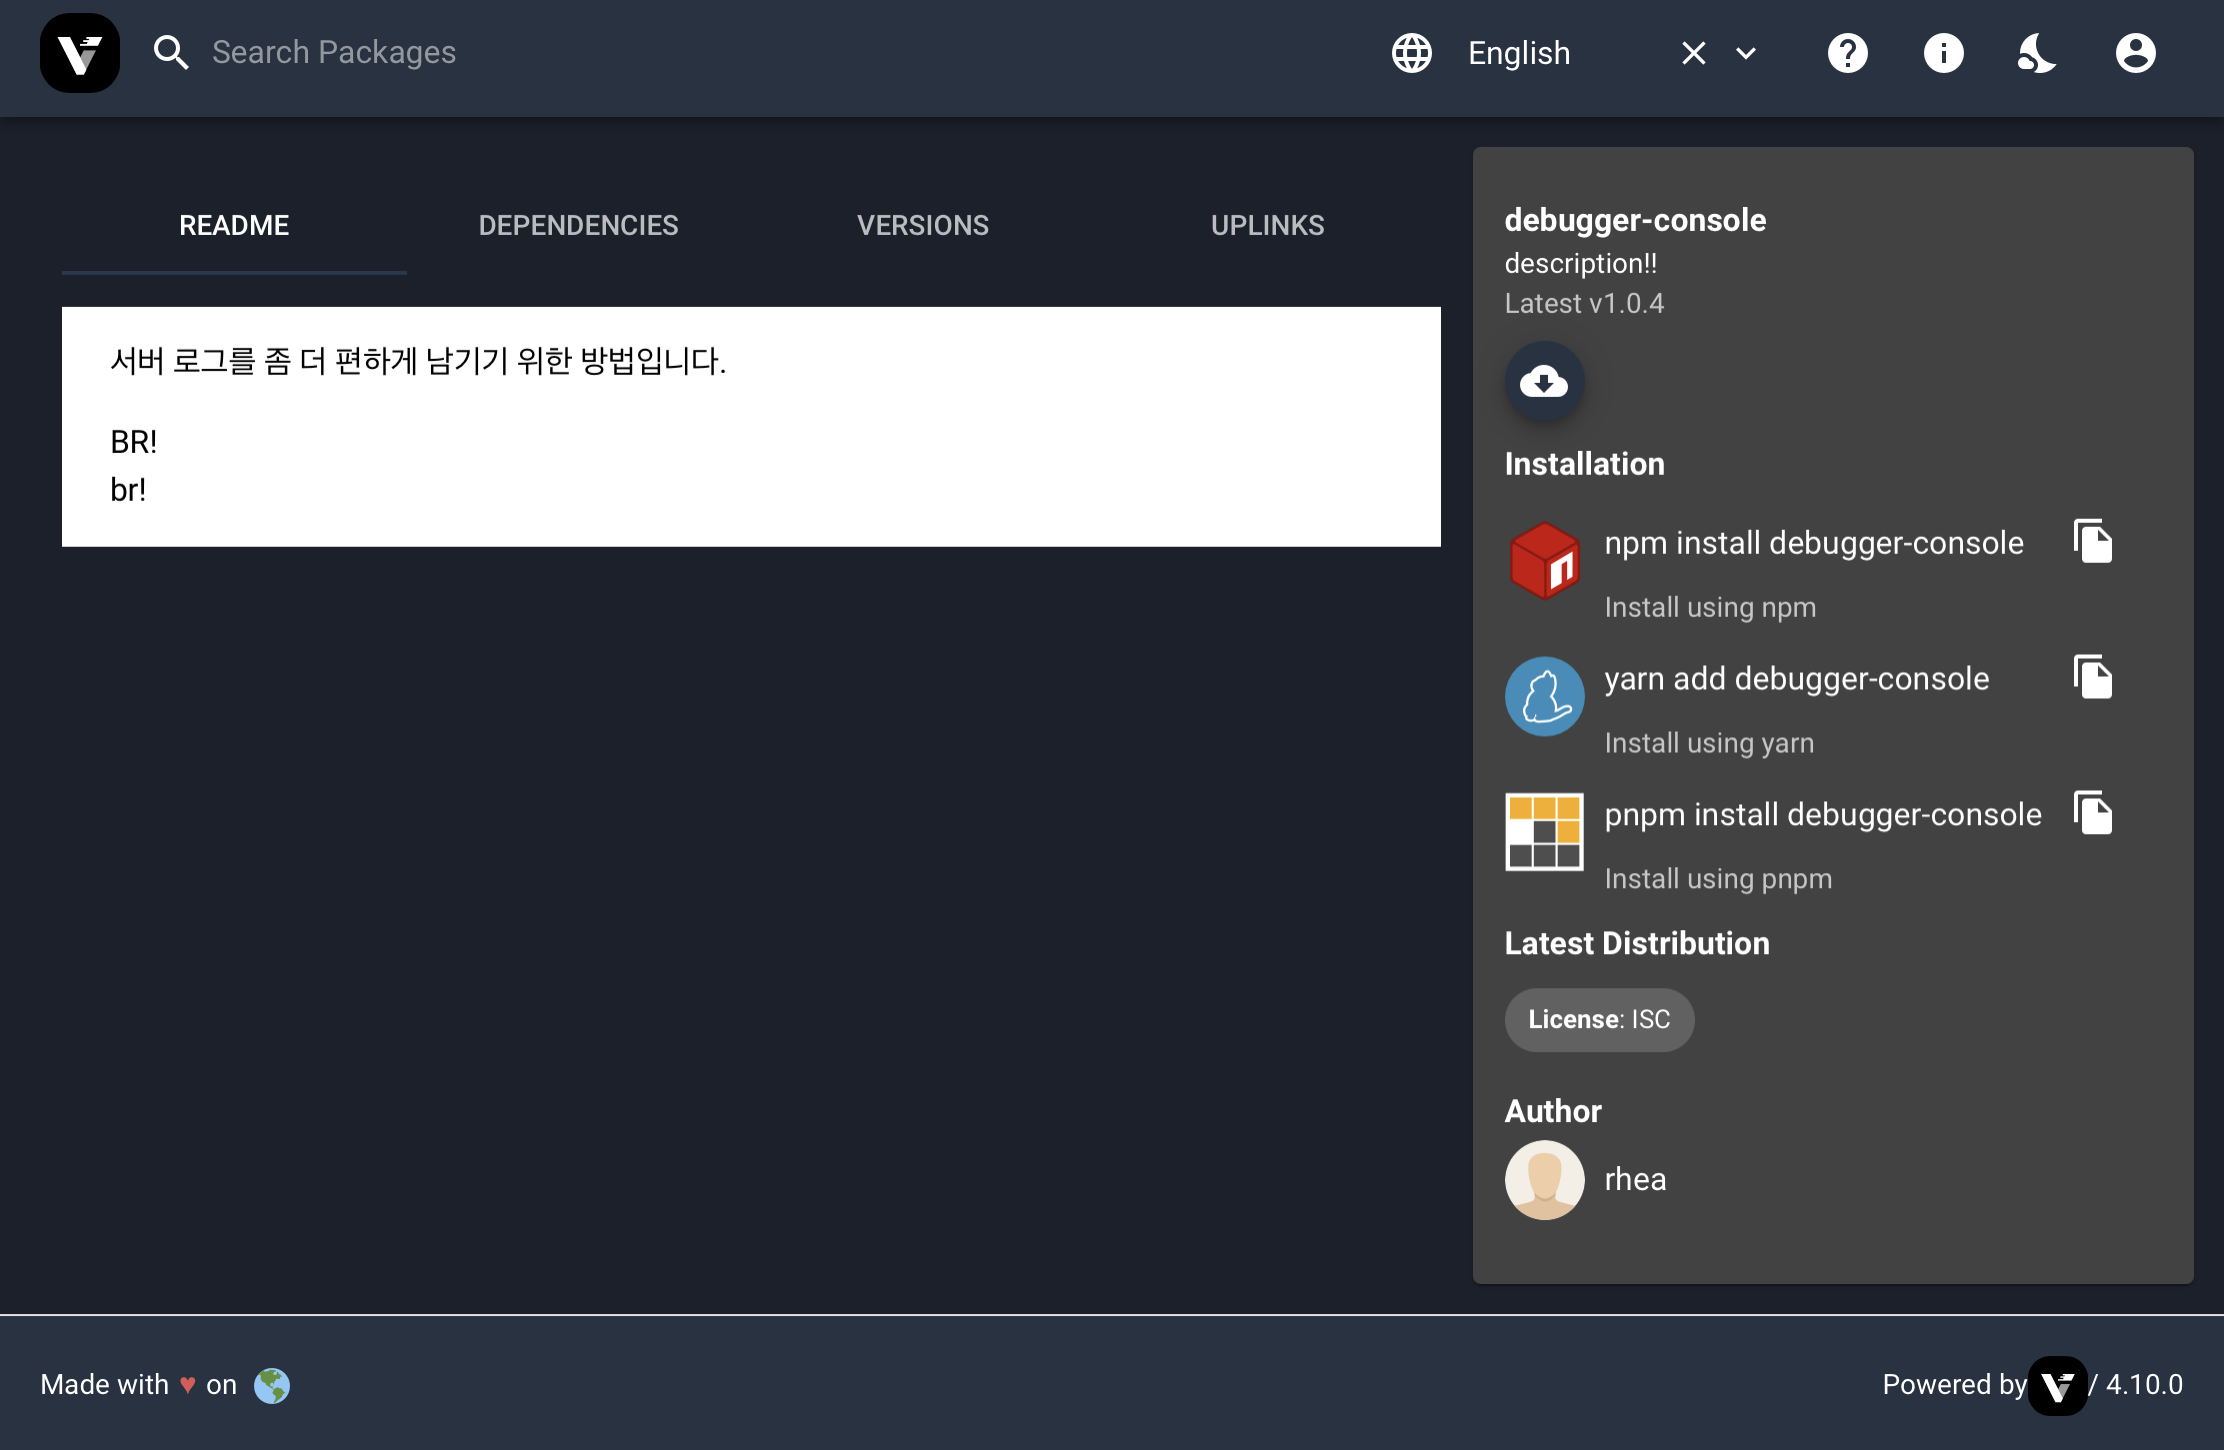 Search Packages
English
README
DEPENDENCIES
VERSIONS
UPLINKS
서버 로그를 좀 더 편하게 남기기 위한 방법입니다.
BR!
br!
debugger-console
description!!
Latest v1.0.4
Installation
npm install debugger-console
Install using npm
yarn add debugger-console
Install using yarn
pnpm install debugger-console
Install using pnpm
Latest Distribution
License: ISC
Author
rhea
Made with ♥ on
Powered by / 4.10.0